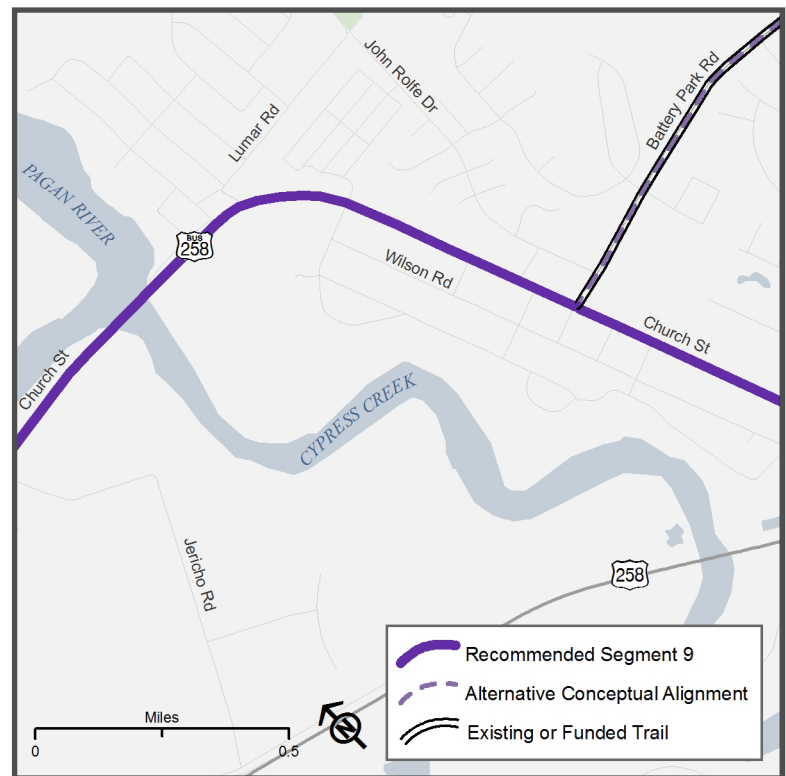 John Rolfe Dr
Battery Park Rd
Lumar Rd
PAGAN RIVER
BUS
258
Wilson Rd
Church St
Church St
CYPRESS CREEK
Jericho Rd
258
Recommended Segment 9
Alternative Conceptual Alignment
Existing or Funded Trail
Miles
0
0.5
N